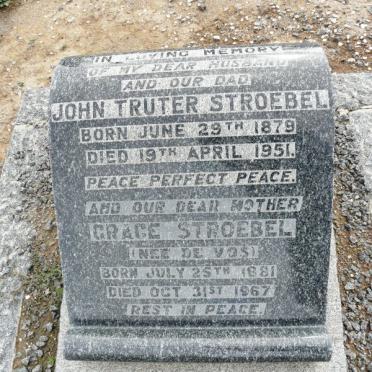 IN LOVING MEMORY
OF MY DEAR HUSBAND
AND OUR DAD
JOHN TRUTER STROEBEL
BORN JUNE 29TH 1879
DIED 19TH APRIL 1951.
PEACE PERFECT PEACE.
AND OUR DEAR MOTHER
GRACE STROEBEL
(NEE DE VOS)
BORN JULY 25TH 1881
DIED OCT 31ST 1967
REST IN PEACE.